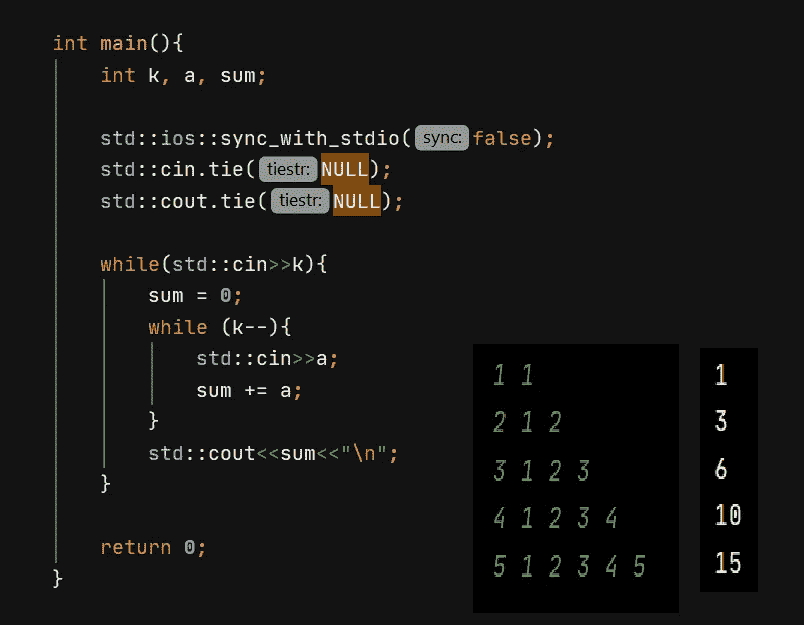 int main(){
int k, a, sum;
std::ios::sync_with_stdio( sync: false);
std::cin.tie( tiestr: NULL);
std::cout.tie( tiestr: NULL);
while(std::cin>>k){
sum = 0;
while (k--){
std::cin>>a;
sum += a;
}
std::cout<<sum<<"\n";
}
return 0;
}
1 1
2 1 2
3 1 2 3
4 1 2 3 4
5 1 2 3 4 5
1
3
6
10
15